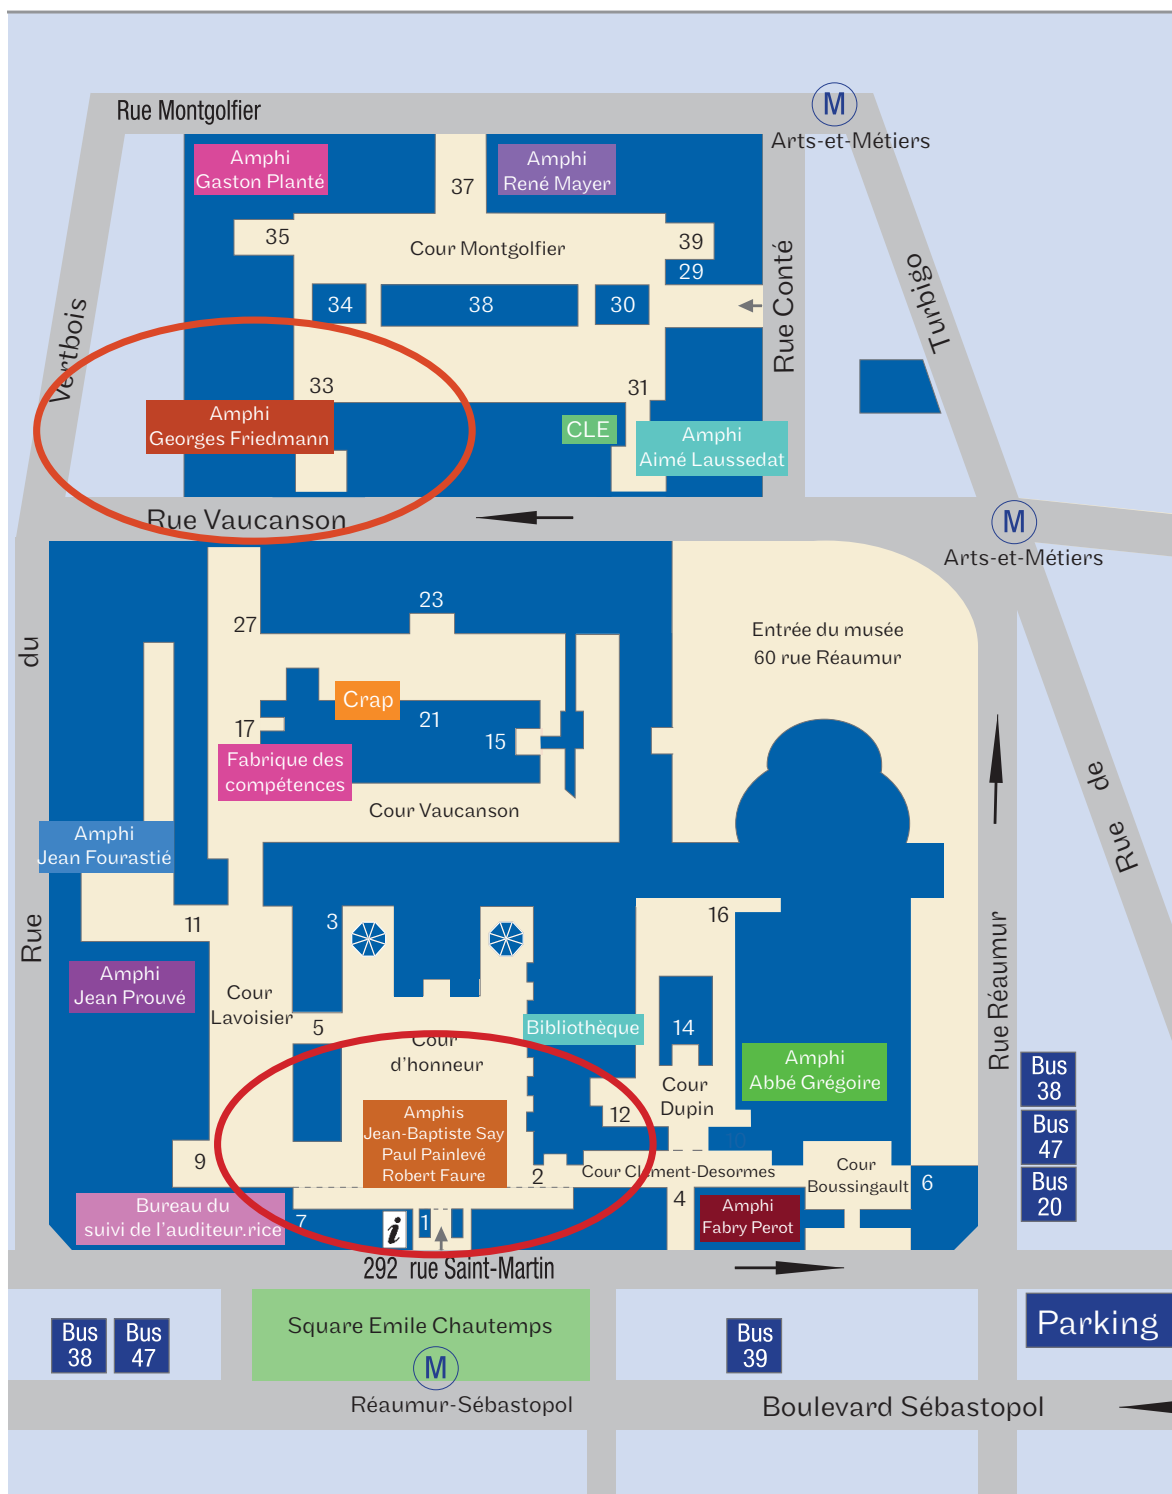 Rue Montgolfier
M
Arts-et-Métiers
Amphi
Gaston Planté
Amphi
René Mayer
37
35
Cour Montgolfier
39
29
34
38
30
Rue Conté
Turbigo
Vertbois
33
31
Amphi
Georges Friedmann
CLE
Amphi
Aimé Laussedat
Rue Vaucanson
M
Arts-et-Métiers
23
27
du
Entrée du musée
60 rue Réaumur
Crap
21
17
15
Fabrique des
compétences
Cour Vaucanson
de
Rue
Amphi
Jean Fourastié
11
3
16
Rue
Rue Réaumur
Amphi
Jean Prouvé
Cour
Lavoisier
5
Bibliothèque
14
Cour
d'honneur
Amphi
Abbé Grégoire
Cour
Dupin
Bus
38
Bus
47
Bus
20
12
10
Amphis
Jean-Baptiste Say
Paul Painlevé
Robert Faure
9
2
Cour Clément-Desormes
Cour
Boussingault
6
4
Bureau du
suivi de l'auditeur.rice
7
i
1
Amphi
Fabry Perot
292 rue Saint-Martin
Bus
38
Bus
47
Square Emile Chautemps
M
Réaumur-Sébastopol
Bus
39
Parking
Boulevard Sébastopol